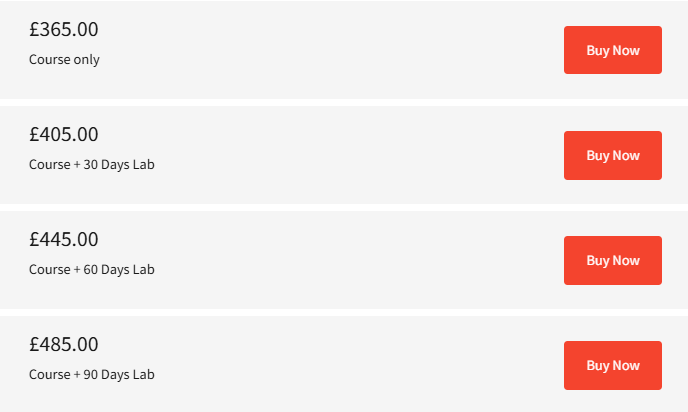 £365.00
Course only
Buy Now
£405.00
Course + 30 Days Lab
Buy Now
£445.00
Course + 60 Days Lab
Buy Now
£485.00
Course + 90 Days Lab
Buy Now